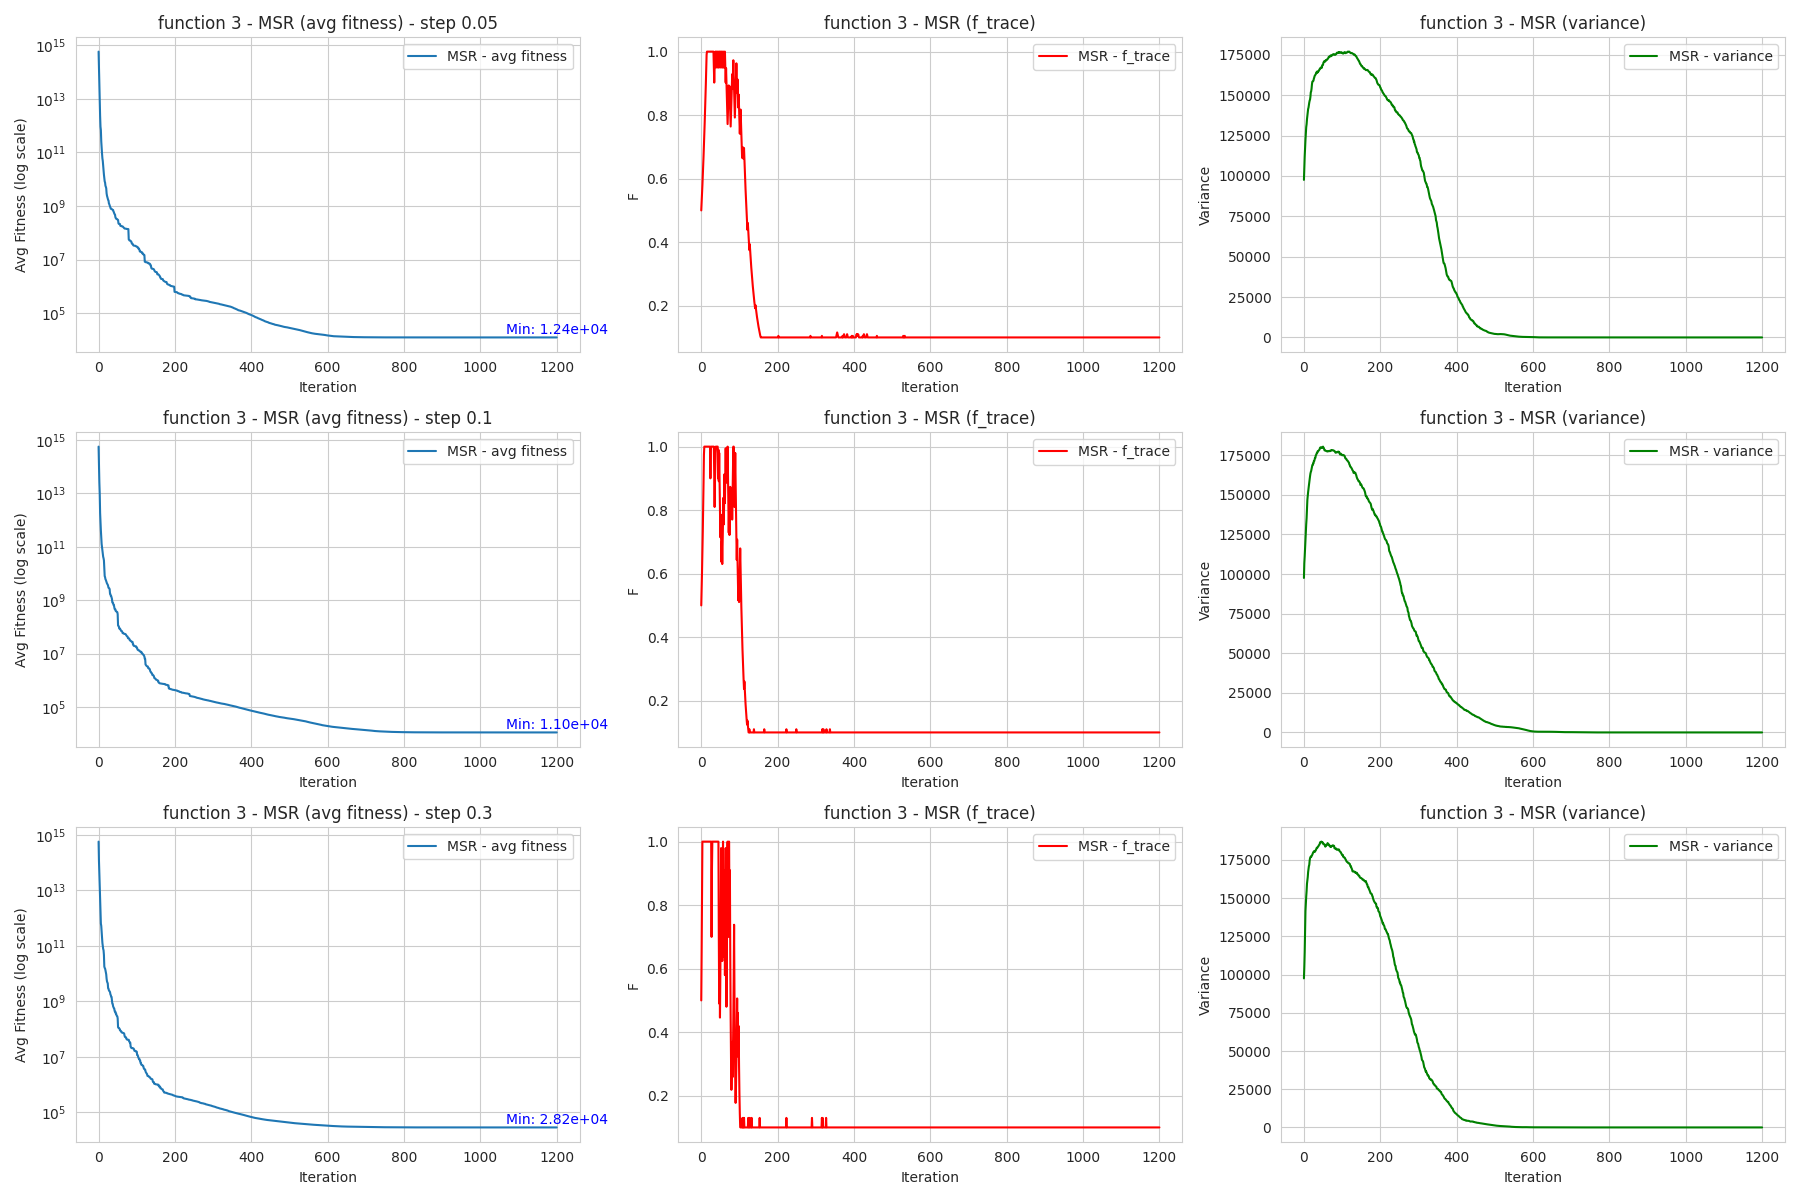 function 3 - MSR (avg fitness) - step 0.05
MSR - avg fitness
Avg Fitness (log scale)
10^15
10^13
10^11
10^9
10^7
10^5
Min: 1.24e+04
0 200 400 600 800 1000 1200
Iteration
function 3 - MSR (f_trace)
MSR - f_trace
F
1.0
0.8
0.6
0.4
0.2
0 200 400 600 800 1000 1200
Iteration
function 3 - MSR (variance)
MSR - variance
Variance
175000
150000
125000
100000
75000
50000
25000
0
0 200 400 600 800 1000 1200
Iteration
function 3 - MSR (avg fitness) - step 0.1
MSR - avg fitness
Avg Fitness (log scale)
10^15
10^13
10^11
10^9
10^7
10^5
Min: 1.10e+04
0 200 400 600 800 1000 1200
Iteration
function 3 - MSR (f_trace)
MSR - f_trace
F
1.0
0.8
0.6
0.4
0.2
0 200 400 600 800 1000 1200
Iteration
function 3 - MSR (variance)
MSR - variance
Variance
175000
150000
125000
100000
75000
50000
25000
0
0 200 400 600 800 1000 1200
Iteration
function 3 - MSR (avg fitness) - step 0.3
MSR - avg fitness
Avg Fitness (log scale)
10^15
10^13
10^11
10^9
10^7
10^5
Min: 2.82e+04
0 200 400 600 800 1000 1200
Iteration
function 3 - MSR (f_trace)
MSR - f_trace
F
1.0
0.8
0.6
0.4
0.2
0 200 400 600 800 1000 1200
Iteration
function 3 - MSR (variance)
MSR - variance
Variance
175000
150000
125000
100000
75000
50000
25000
0
0 200 400 600 800 1000 1200
Iteration